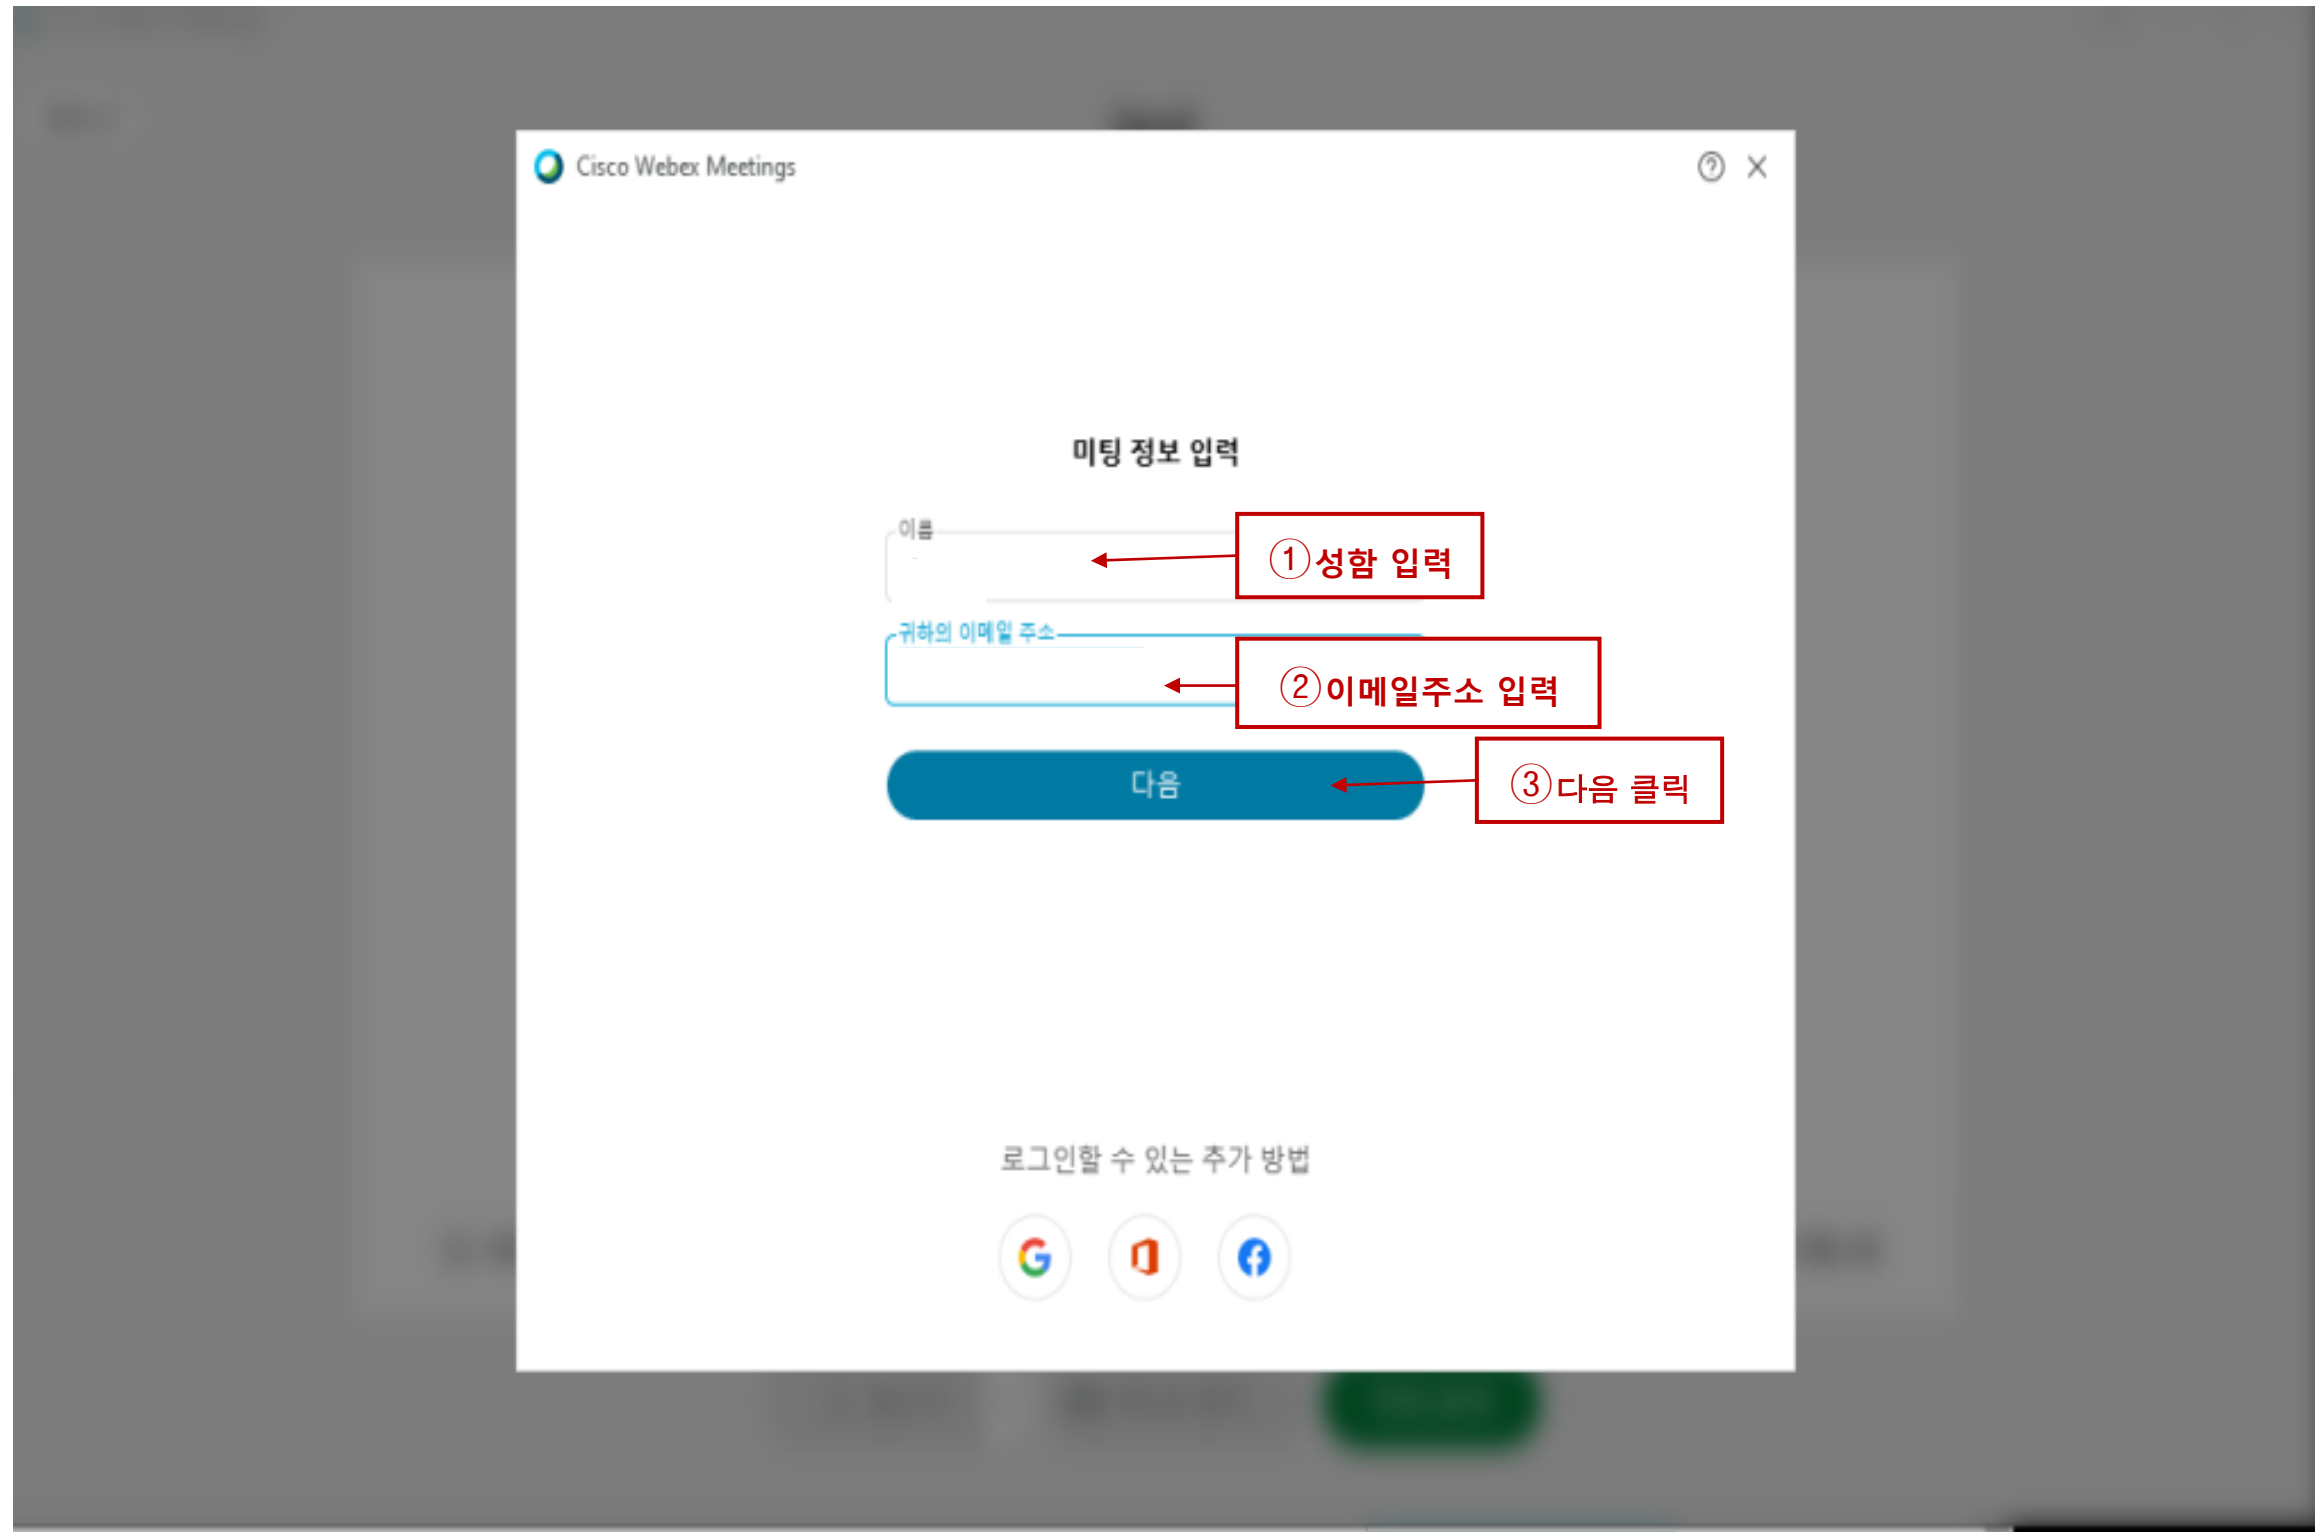 Cisco Webex Meetings
미팅 정보 입력
이름
①성함 입력
귀하의 이메일 주소
②이메일주소 입력
다음
③다음 클릭
로그인할 수 있는 추가 방법